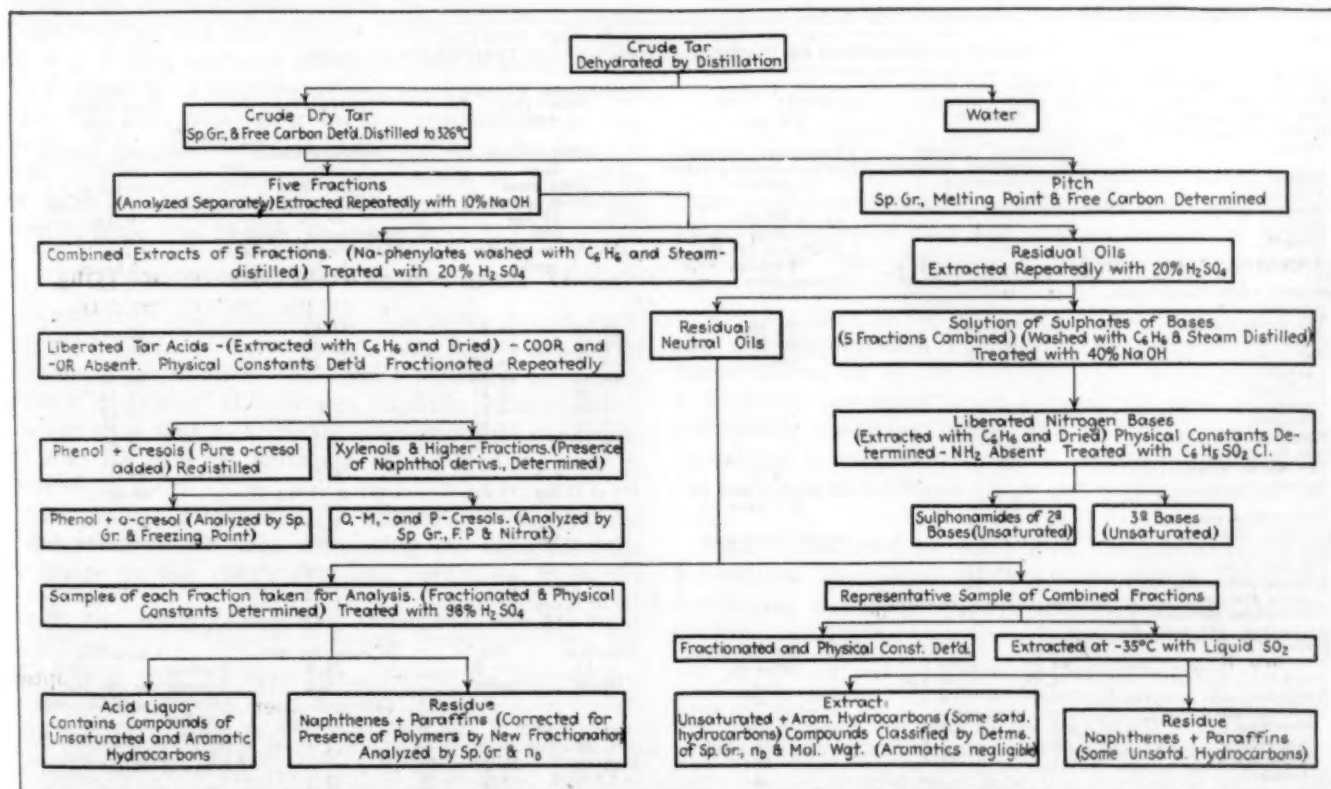 Crude Tar
Dehydrated by Distillation
Crude Dry Tar
Sp. Gr., & Free Carbon Det'd. Distilled to 326°C
Water
Five Fractions
(Analyzed Separately) Extracted Repeatedly with 10% NaOH
Pitch
Sp. Gr., Melting Point & Free Carbon Determined
Combined Extracts of 5 Fractions. (Na-phenylates washed with C₆H₆ and Steam-
distilled) Treated with 20% H₂SO₄
Residual Oils
Extracted Repeatedly with 20% H₂SO₄
Residual
Neutral Oils
Solution of Sulphates of Bases
(5 Fractions Combined) (Washed with C₆H₆ & Steam Distilled)
Treated with 40% NaOH
Liberated Tar Acids - (Extracted with C₆H₆ and Dried) - COOR and
-OR Absent. Physical Constants Det'd Fractionated Repeatedly
Liberated Nitrogen Bases
(Extracted with C₆H₆ and Dried) Physical Constants De-
termined - NH₂ Absent Treated with C₆H₅SO₂Cl.
Phenol + Cresols (Pure o-cresol
added) Redistilled
Xylenols & Higher Fractions. (Presence
of Naphthol derivs., Determined)
Phenol + o-cresol (Analyzed by Sp.
Gr. & Freezing Point)
O,-M,- and P-Cresols. (Analyzed by
Sp Gr., F.P & Nitrat)
Sulphonamides of 2º
Bases (Unsaturated)
3º Bases
(Unsaturated)
Samples of each Fraction taken for Analysis. (Fractionated & Physical
Constants Determined) Treated with 98% H₂SO₄
Representative Sample of Combined Fractions
Fractionated and Physical Const. Det'd.
Extracted at -35°C with Liquid SO₂
Acid Liquor
Contains Compounds of
Unsaturated and Aromatic
Hydrocarbons
Residue
Naphthenes + Paraffins (Corrected for
Presence of Polymers by New Fractionator)
Analyzed by Sp. Gr & n_D
Extract:
Unsaturated + Arom. Hydrocarbons (Some satd.
hydrocarbons) Compounds Classified by Detms.
of Sp. Gr., n_D & Mol. Wgt. (Aromatics negligible)
Residue
Naphthenes + Paraffins
(Some Unsatd. Hydrocarbons)